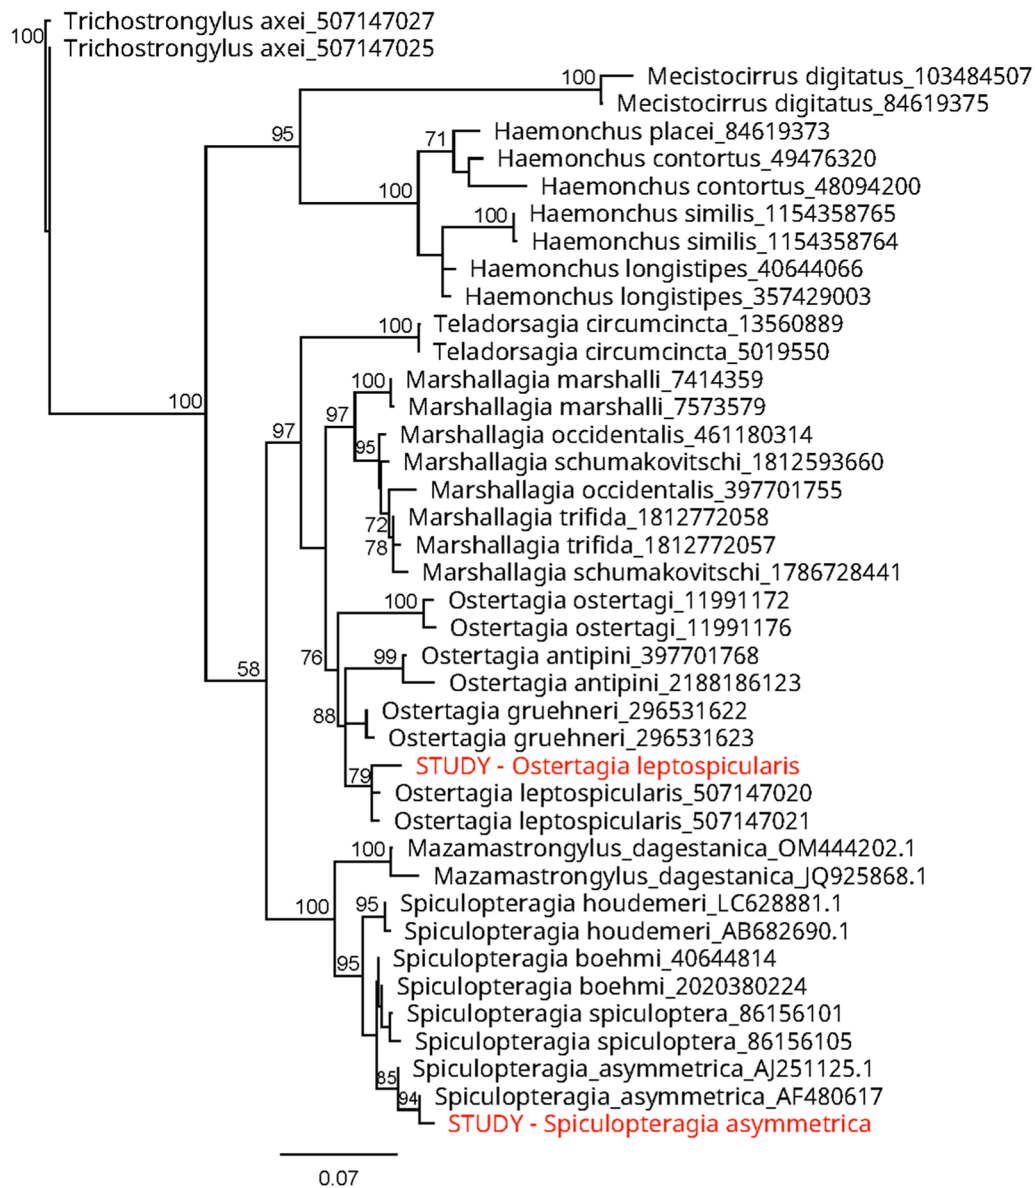 Trichostrongylus axei_507147027
100
Trichostrongylus axei_507147025
100
Mecistocirrus digitatus_103484507
Mecistocirrus digitatus_84619375
95
71
Haemonchus placei_84619373
Haemonchus contortus_49476320
100
Haemonchus contortus_48094200
100
Haemonchus similis_1154358765
Haemonchus similis_1154358764
Haemonchus longistipes_40644066
Haemonchus longistipes_357429003
100
Teladorsagia circumcincta_13560889
Teladorsagia circumcincta_5019550
100
Marshallagia marshalli_7414359
100
97
Marshallagia marshalli_7573579
97
95
Marshallagia occidentalis_461180314
Marshallagia schumakovitschi_1812593660
Marshallagia occidentalis_397701755
72
Marshallagia trifida_1812772058
78
Marshallagia trifida_1812772057
Marshallagia schumakovitschi_1786728441
100
Ostertagia ostertagi_11991172
Ostertagia ostertagi_11991176
58
76
99
Ostertagia antipini_397701768
Ostertagia antipini_2188186123
88
Ostertagia gruehneri_296531622
Ostertagia gruehneri_296531623
79
STUDY - Ostertagia leptospicularis
Ostertagia leptospicularis_507147020
Ostertagia leptospicularis_507147021
100
Mazamastrongylus_dagestanica_OM444202.1
Mazamastrongylus_dagestanica_JQ925868.1
100
95
Spiculopteragia houdemeri_LC628881.1
Spiculopteragia houdemeri_AB682690.1
95
Spiculopteragia boehmi_40644814
Spiculopteragia boehmi_2020380224
Spiculopteragia spiculoptera_86156101
Spiculopteragia spiculoptera_86156105
85
Spiculopteragia_asymmetrica_AJ251125.1
94
Spiculopteragia_asymmetrica_AF480617
STUDY - Spiculopteragia asymmetrica
0.07